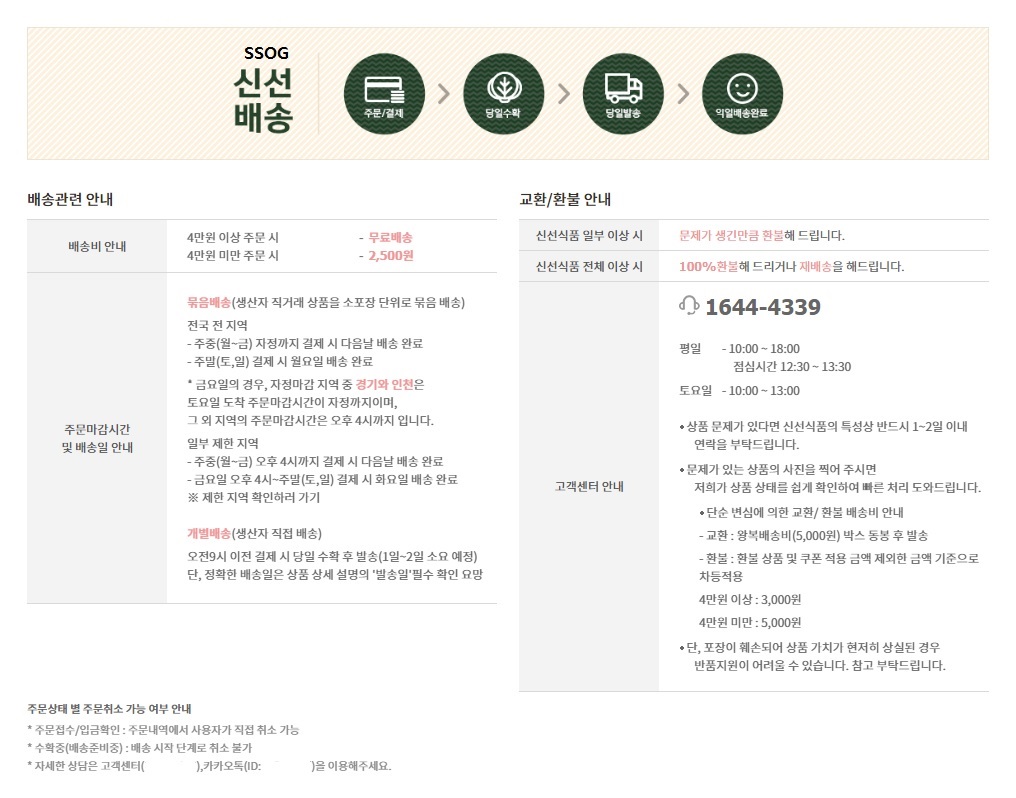 SSOG
신선
배송
주문/결제
당일수확
당일발송
익일배송완료
배송관련 안내
배송비 안내
4만원 이상 주문 시 - 무료배송
4만원 미만 주문 시 - 2,500원
주문마감시간
및 배송일 안내
묶음배송(생산자 직거래 상품을 소포장 단위로 묶음 배송)
전국 전 지역
- 주중(월~금) 자정까지 결제 시 다음날 배송 완료
- 주말(토,일) 결제 시 월요일 배송 완료
* 금요일의 경우, 자정마감 지역 중 경기와 인천은
토요일 도착 주문마감시간이 자정까지이며,
그 외 지역의 주문마감시간은 오후 4시까지 입니다.
일부 제한 지역
- 주중(월~금) 오후 4시까지 결제 시 다음날 배송 완료
- 금요일 오후 4시~주말(토,일) 결제 시 화요일 배송 완료
※ 제한 지역 확인하러 가기
개별배송(생산자 직접 배송)
오전9시 이전 결제 시 당일 수확 후 발송(1일~2일 소요 예정)
단, 정확한 배송일은 상품 상세 설명의 '발송일'필수 확인 요망
교환/환불 안내
신선식품 일부 이상 시 문제가 생긴만큼 환불해 드립니다.
신선식품 전체 이상 시 100%환불해 드리거나 재배송을 해드립니다.
고객센터 안내
1644-4339
평일 - 10:00 ~ 18:00
점심시간 12:30 ~ 13:30
토요일 - 10:00 ~ 13:00
• 상품 문제가 있다면 신선식품의 특성상 반드시 1~2일 이내
연락을 부탁드립니다.
• 문제가 있는 상품의 사진을 찍어 주시면
저희가 상품 상태를 쉽게 확인하여 빠른 처리 도와드립니다.
• 단순 변심에 의한 교환/ 환불 배송비 안내
- 교환 : 왕복배송비(5,000원) 박스 동봉 후 발송
- 환불 : 환불 상품 및 쿠폰 적용 금액 제외한 금액 기준으로
차등적용
4만원 이상 : 3,000원
4만원 미만 : 5,000원
• 단, 포장이 훼손되어 상품 가치가 현저히 상실된 경우
반품지원이 어려울 수 있습니다. 참고 부탁드립니다.
주문상태 별 주문취소 가능 여부 안내
* 주문접수/입금확인 : 주문내역에서 사용자가 직접 취소 가능
* 수확중(배송준비중) : 배송 시작 단계로 취소 불가
* 자세한 상담은 고객센터( ),카카오톡(ID: )을 이용해주세요.